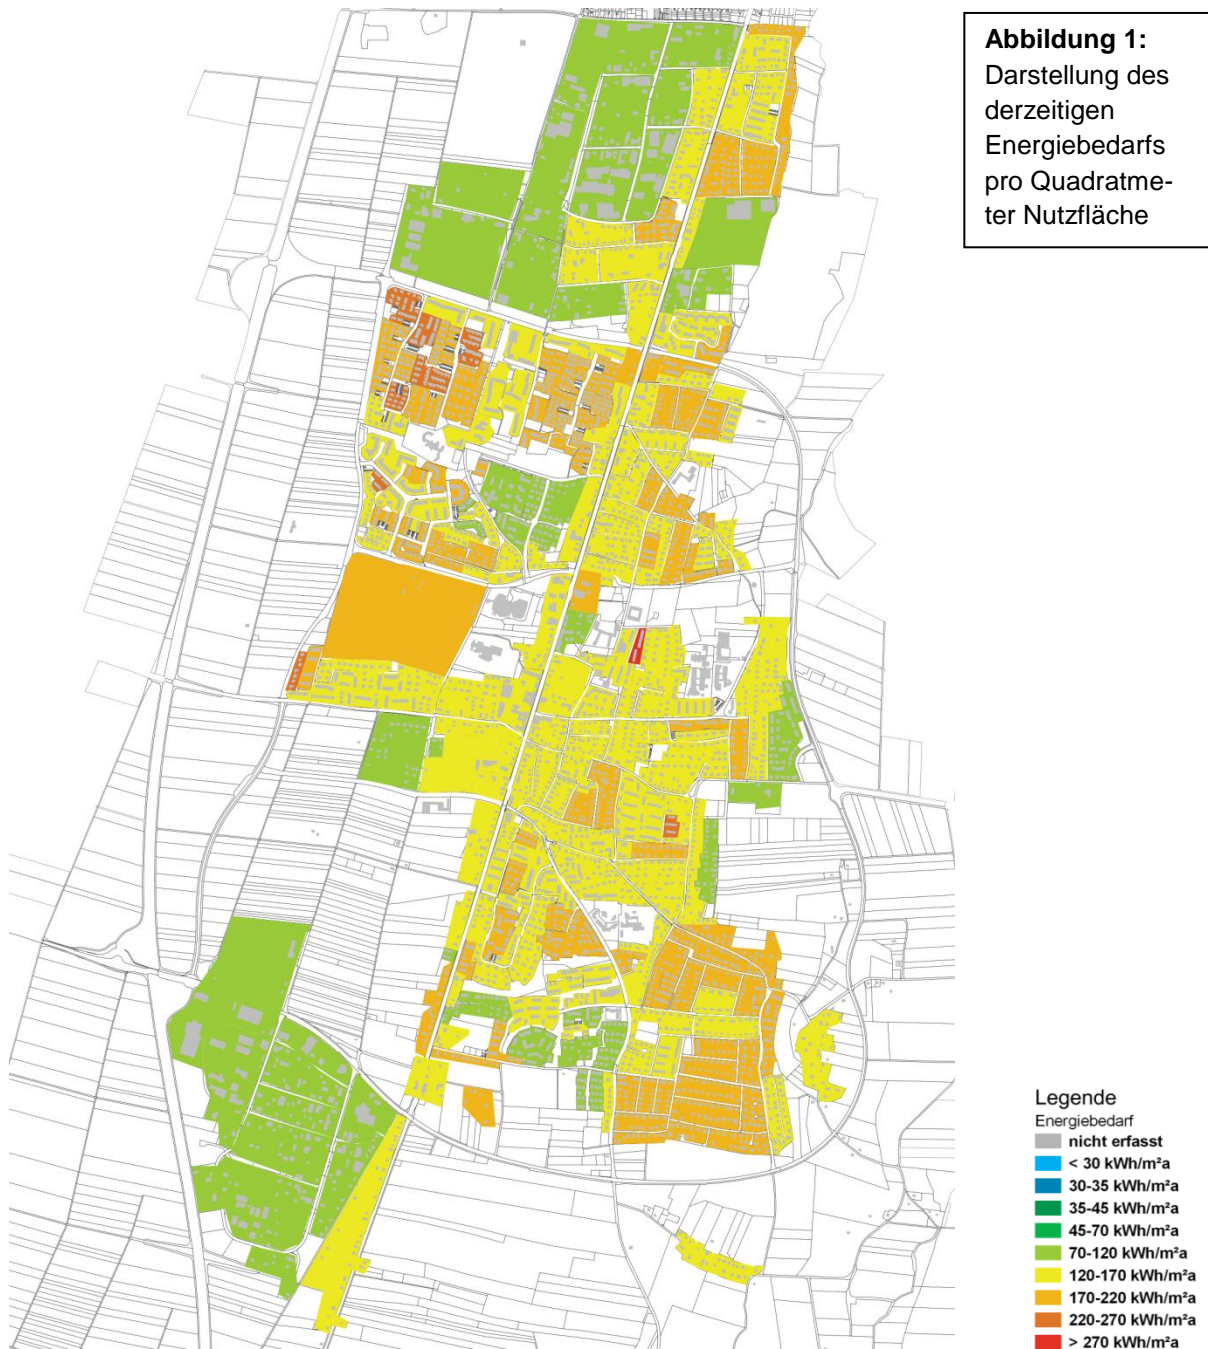 Abbildung 1:
Darstellung des
derzeitigen
Energiebedarfs
pro Quadratme-
ter Nutzfläche
Legende
Energiebedarf
nicht erfasst
< 30 kWh/m²a
30-35 kWh/m²a
35-45 kWh/m²a
45-70 kWh/m²a
70-120 kWh/m²a
120-170 kWh/m²a
170-220 kWh/m²a
220-270 kWh/m²a
> 270 kWh/m²a